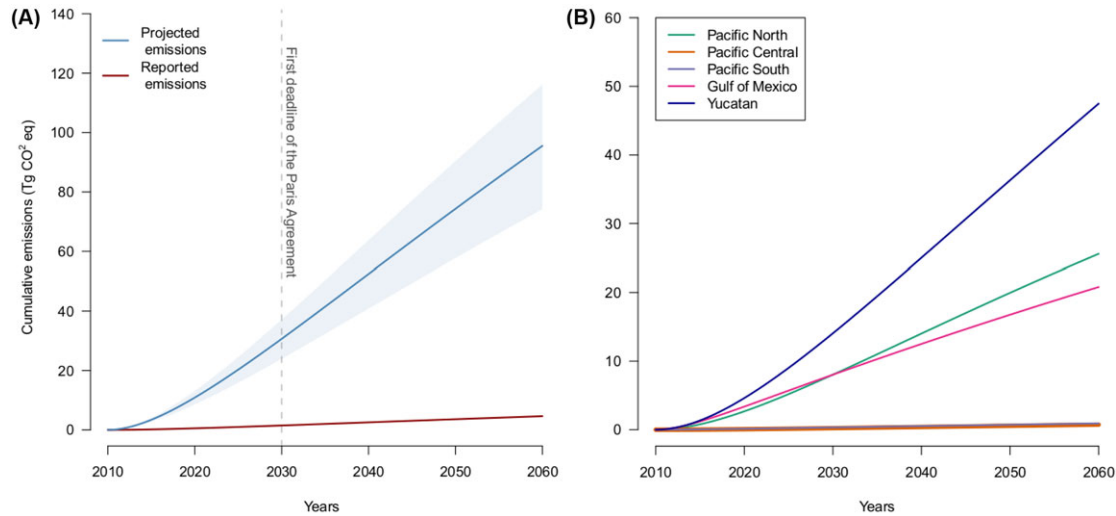 (A)
140
120
100
80
60
40
20
0
Cumulative emissions (Tg CO² eq)
Projected
emissions
Reported
emissions
First deadline of the Paris Agreement
2010 2020 2030 2040 2050 2060
Years
(B)
60
50
40
30
20
10
0
Pacific North
Pacific Central
Pacific South
Gulf of Mexico
Yucatan
2010 2020 2030 2040 2050 2060
Years